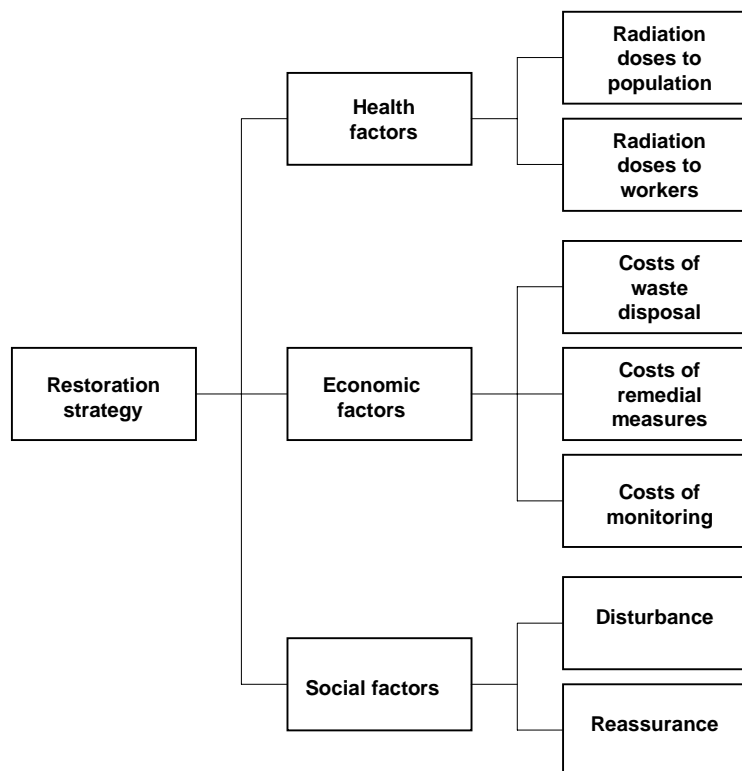 Restoration
strategy
Health
factors
Radiation
doses to
population
Radiation
doses to
workers
Economic
factors
Costs of
waste
disposal
Costs of
remedial
measures
Costs of
monitoring
Social factors
Disturbance
Reassurance